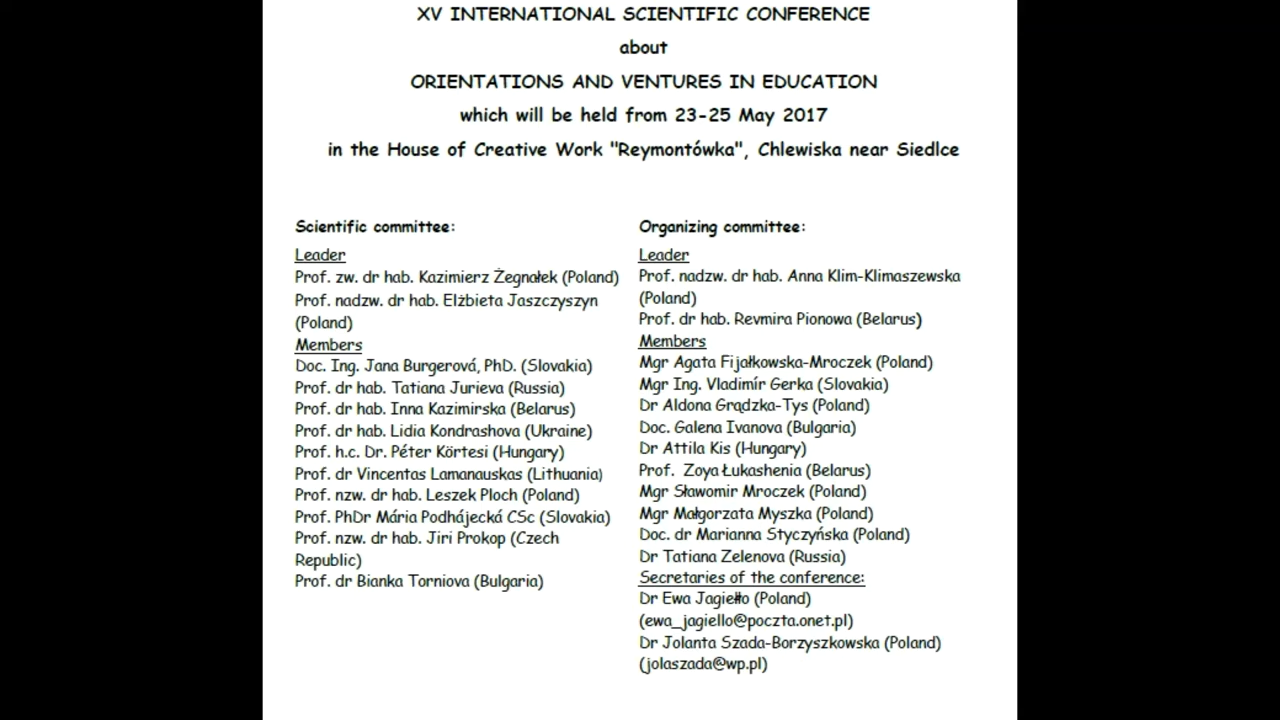 XV INTERNATIONAL SCIENTIFIC CONFERENCE
about
ORIENTATIONS AND VENTURES IN EDUCATION
which will be held from 23-25 May 2017
in the House of Creative Work "Reymontówka", Chlewiska near Siedlce
Scientific committee:
Leader
Prof. zw. dr hab. Kazimierz Żegnałek (Poland)
Prof. nadzw. dr hab. Elżbieta Jaszczyszyn
(Poland)
Members
Doc. Ing. Jana Burgerová, PhD. (Slovakia)
Prof. dr hab. Tatiana Jurieva (Russia)
Prof. dr hab. Inna Kazimirska (Belarus)
Prof. dr hab. Lidia Kondrashova (Ukraine)
Prof. h.c. Dr. Péter Körtesi (Hungary)
Prof. dr Vincentas Lamanauskas (Lithuania)
Prof. nzw. dr hab. Leszek Ploch (Poland)
Prof. PhDr Mária Podhájecká CSc (Slovakia)
Prof. nzw. dr hab. Jiri Prokop (Czech
Republic)
Prof. dr Bianka Torniova (Bulgaria)
Organizing committee:
Leader
Prof. nadzw. dr hab. Anna Klim-Klimaszewska
(Poland)
Prof. dr hab. Revmira Pionowa (Belarus)
Members
Mgr Agata Fijałkowska-Mroczek (Poland)
Mgr Ing. Vladimír Gerka (Slovakia)
Dr Aldona Grądzka-Tys (Poland)
Doc. Galena Ivanova (Bulgaria)
Dr Attila Kis (Hungary)
Prof. Zoya Łukashenia (Belarus)
Mgr Sławomir Mroczek (Poland)
Mgr Małgorzata Myszka (Poland)
Doc. dr Marianna Styczyńska (Poland)
Dr Tatiana Zelenova (Russia)
Secretaries of the conference:
Dr Ewa Jagiełło (Poland)
(ewa_jagiello@poczta.onet.pl)
Dr Jolanta Szada-Borzyszkowska (Poland)
(jolaszada@wp.pl)